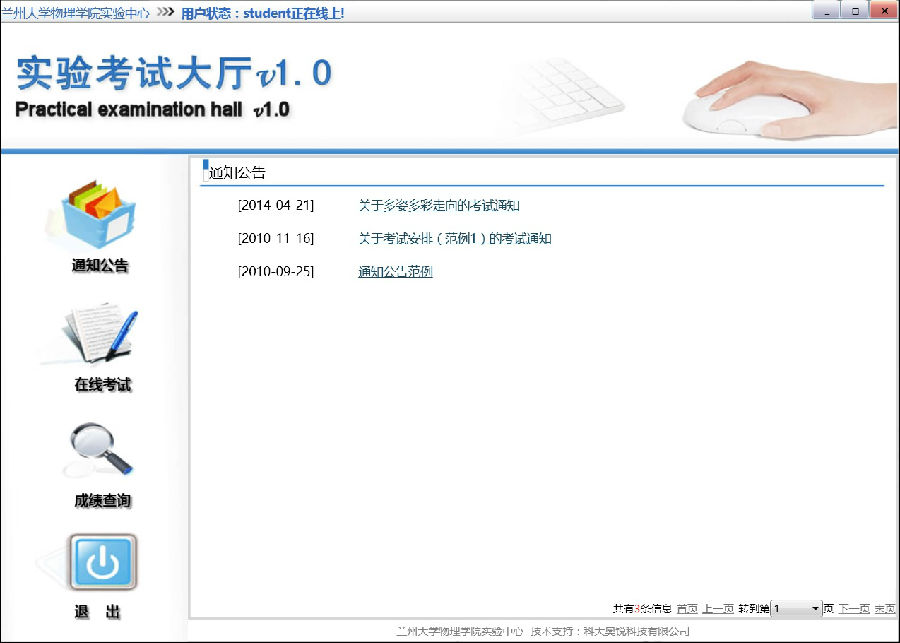 兰州大学物理学院实验中心 >>> 用户状态：student正在线上!
实验考试大厅v1.0
Practical examination hall v1.0
通知公告
[2014-04-21] 关于多姿多彩走向的考试通知
[2010-11-16] 关于考试安排（范例1）的考试通知
[2010-09-25] 通知公告范例
通知公告
在线考试
成绩查询
退 出
共有3条信息 首页 上一页 转到第 1 页 下一页 末页
兰州大学物理学院实验中心 技术支持：科大奥锐科技有限公司